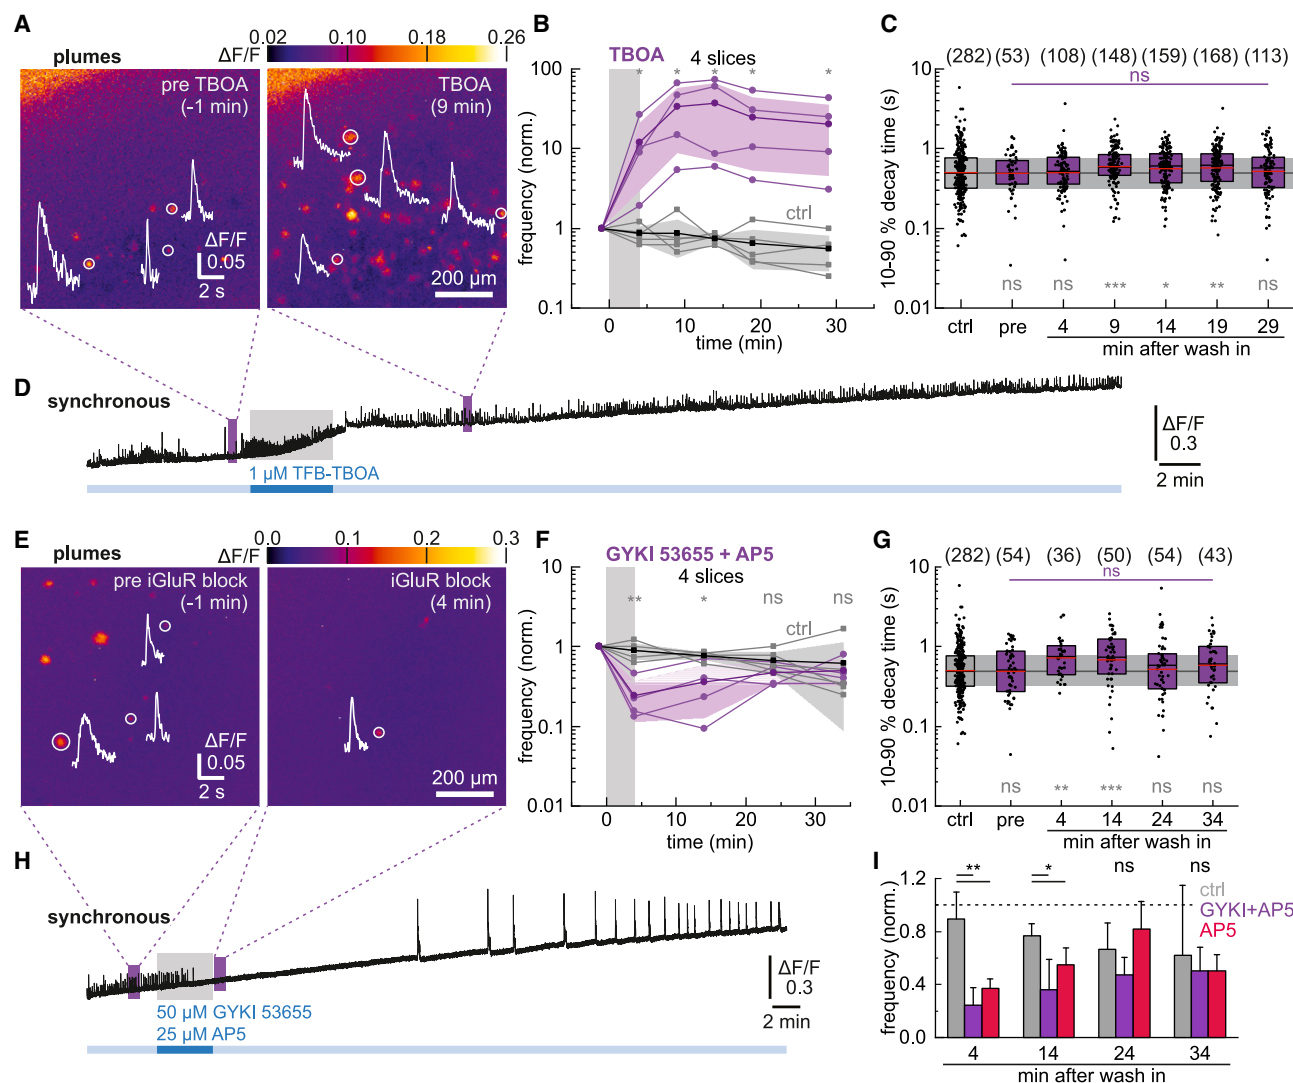 A
plumes
ΔF/F
0.02 0.10 0.18 0.26
pre TBOA
(-1 min)
ΔF/F
0.05
2 s
TBOA
(9 min)
200 µm
B
TBOA
4 slices
* * * * *
ctrl
frequency (norm.)
100
10
1
0.1
0 10 20 30
time (min)
C
(282) (53) (108) (148) (159) (168) (113)
ns
10-90 % decay time (s)
10
1
0.1
0.01
ns ns *** * ** ns
ctrl pre 4 9 14 19 29
min after wash in
D
synchronous
1 µM TFB-TBOA
ΔF/F
0.3
2 min
E
plumes
ΔF/F
0.0 0.1 0.2 0.3
pre iGluR block
(-1 min)
ΔF/F
0.05
2 s
iGluR block
(4 min)
200 µm
F
GYKI 53655 + AP5
4 slices
** * ns ns
ctrl
frequency (norm.)
10
1
0.1
0.01
0 10 20 30
time (min)
G
(282) (54) (36) (50) (54) (43)
ns
10-90 % decay time (s)
10
1
0.1
0.01
ns ** *** ns ns
ctrl pre 4 14 24 34
min after wash in
H
synchronous
50 µM GYKI 53655
25 µM AP5
ΔF/F
0.3
2 min
I
** * ns ns
ctrl
GYKI+AP5
AP5
frequency (norm.)
1.2
0.8
0.4
0.0
4 14 24 34
min after wash in